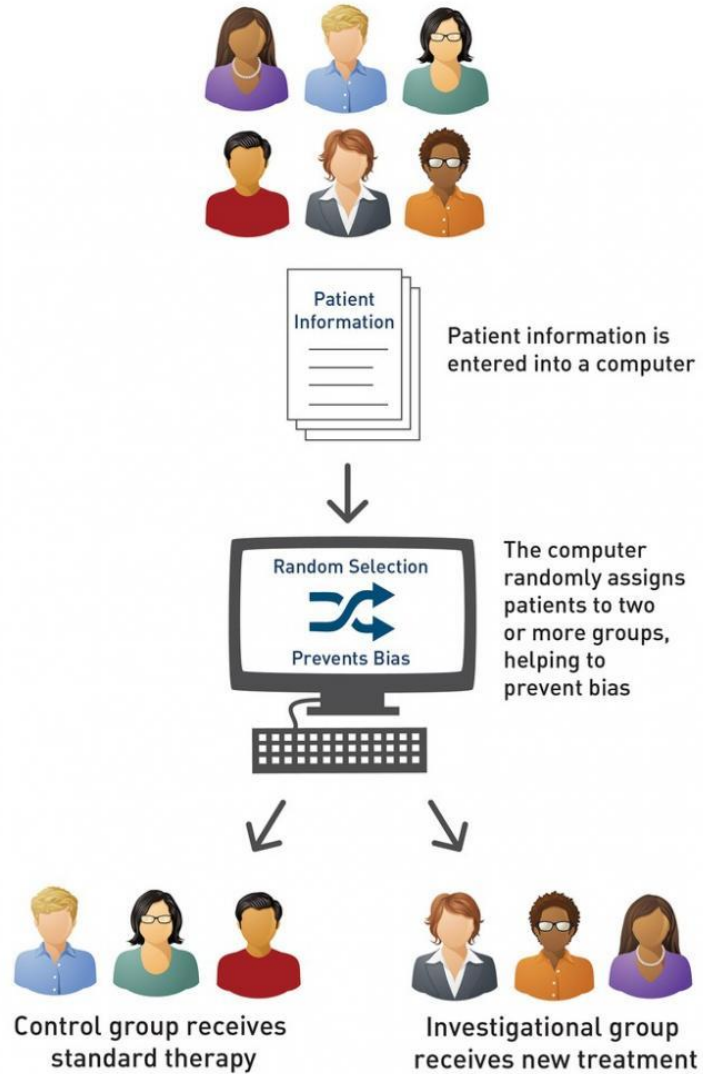 Patient
Information
Patient information is
entered into a computer
Random Selection
Prevents Bias
The computer
randomly assigns
patients to two
or more groups,
helping to
prevent bias
Control group receives
standard therapy
Investigational group
receives new treatment